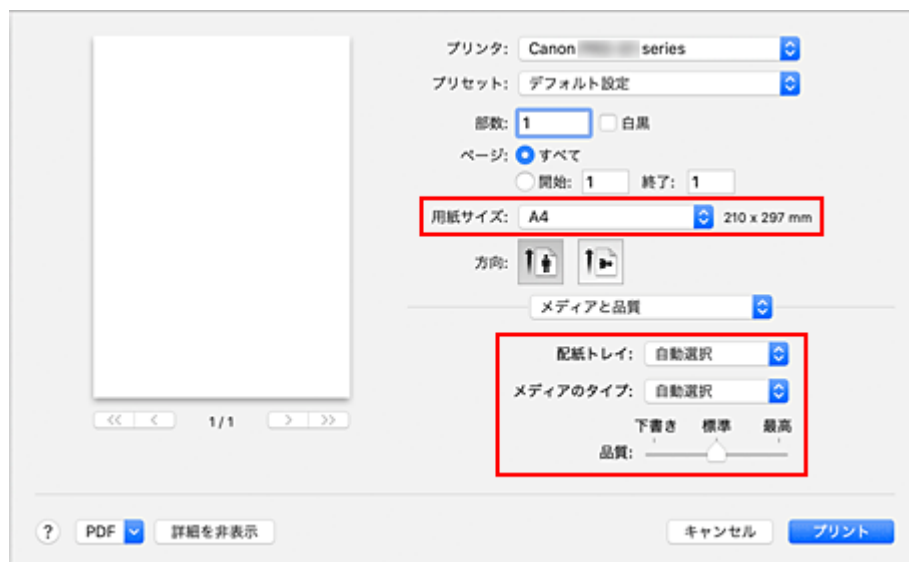 プリンタ: Canon series
プリセット: デフォルト設定
部数: 1 白黒
ページ: すべて
開始: 1 終了: 1
用紙サイズ: A4 210 x 297 mm
方向:
メディアと品質
配紙トレイ: 自動選択
メディアのタイプ: 自動選択
下書き 標準 最高
品質:
<< < 1/1 > >>
? PDF 詳細を非表示 キャンセル プリント